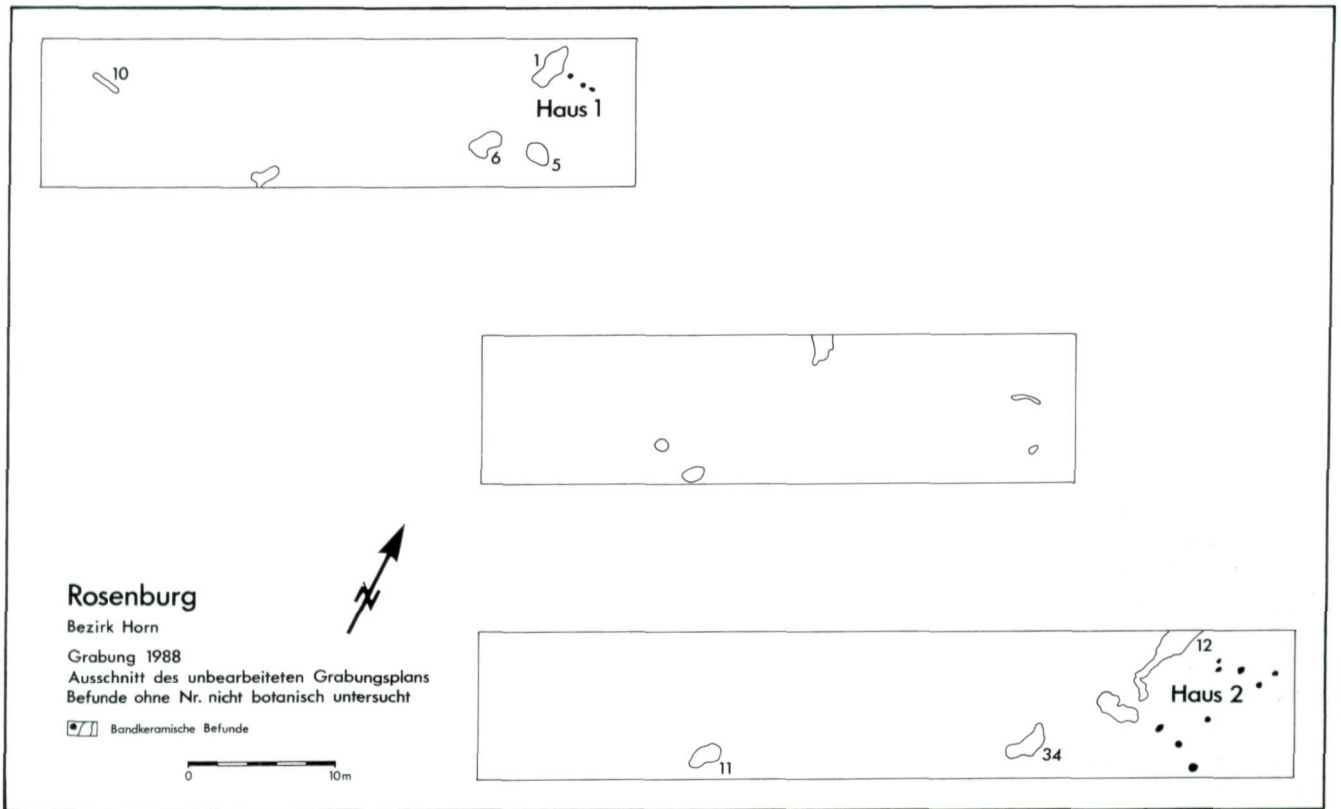 10
1
Haus 1
6
5
Rosenburg
Bezirk Horn
Grabung 1988
Ausschnitt des unbearbeiteten Grabungsplans
Befunde ohne Nr. nicht botanisch untersucht
Bandkeramische Befunde
0 10m
N
12
Haus 2
34
11